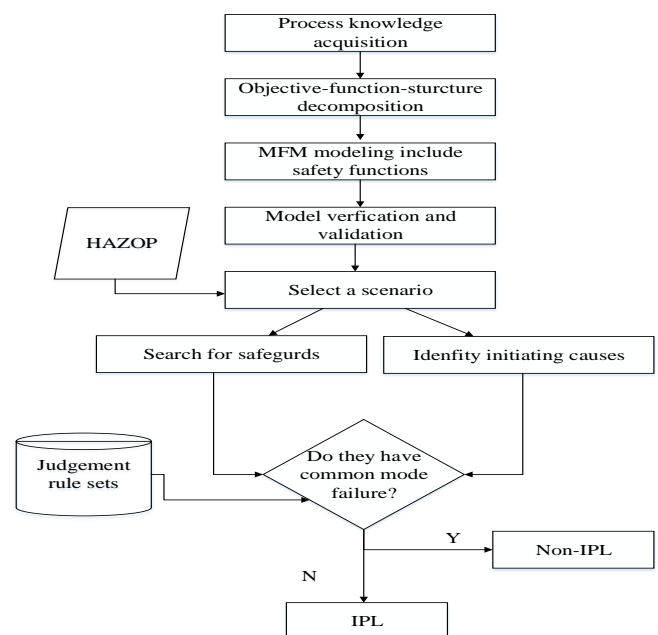 Process knowledge
acquisition
Objective-function-sturcture
decomposition
MFM modeling include
safety functions
Model verfication and
validation
HAZOP
Select a scenario
Search for safegurds
Idenfity initiating causes
Do they have
common mode
failure?
Judgement
rule sets
Y
Non-IPL
N
IPL